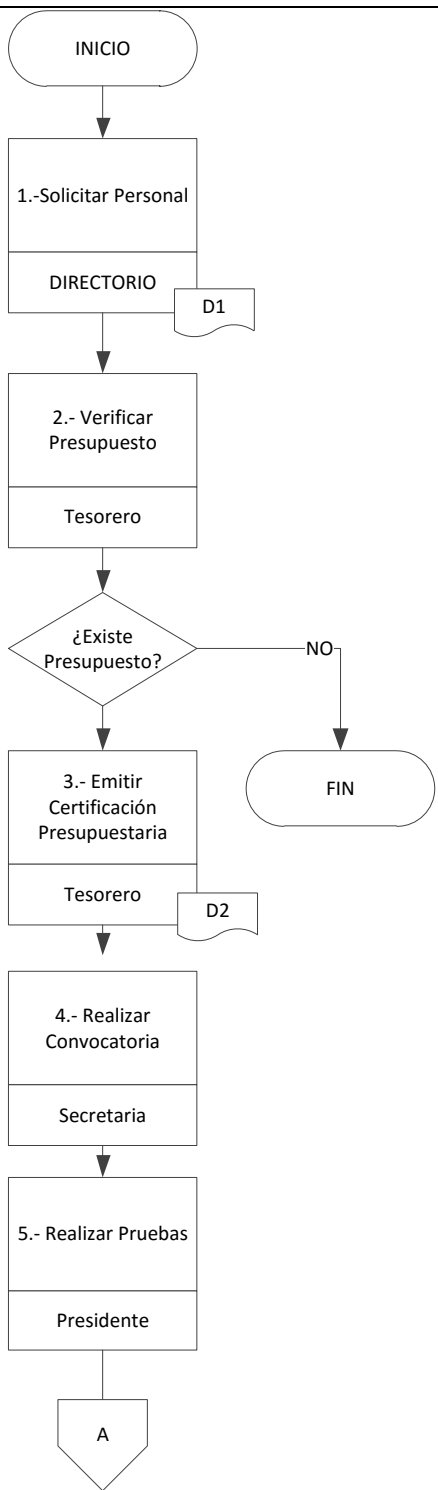 INICIO
1.-Solicitar Personal
DIRECTORIO
D1
2.- Verificar
Presupuesto
Tesorero
¿Existe
Presupuesto?
NO
3.- Emitir
Certificación
Presupuestaria
FIN
Tesorero
D2
4.- Realizar
Convocatoria
Secretaria
5.- Realizar Pruebas
Presidente
A